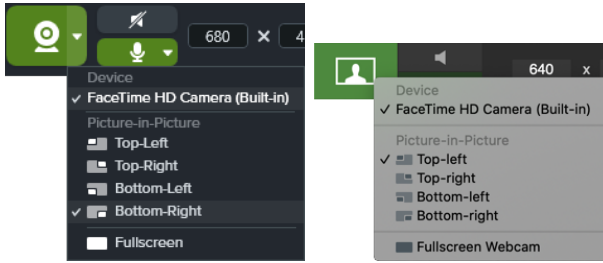 680 × 4
Device
✓ FaceTime HD Camera (Built-in)
Picture-in-Picture
Top-Left
Top-Right
Bottom-Left
✓ Bottom-Right
Fullscreen
640 x
Device
✓ FaceTime HD Camera (Built-in)
Picture-in-Picture
✓ Top-left
Top-right
Bottom-left
Bottom-right
Fullscreen Webcam